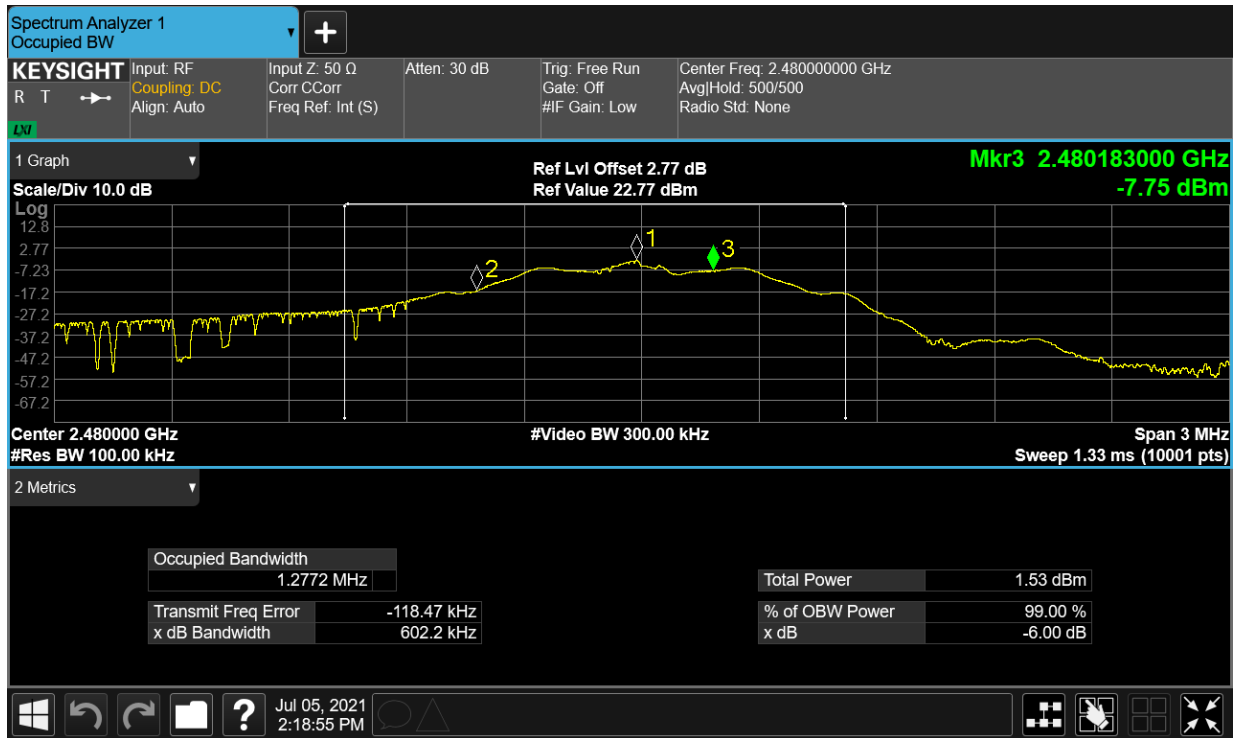 Spectrum Analyzer 1
Occupied BW
+
KEYSIGHT
R T
LXI
Input: RF
Coupling: DC
Align: Auto
Input Z: 50 Ω
Corr CCorr
Freq Ref: Int (S)
Atten: 30 dB
Trig: Free Run
Gate: Off
#IF Gain: Low
Center Freq: 2.480000000 GHz
Avg|Hold: 500/500
Radio Std: None
1 Graph
Scale/Div 10.0 dB
Ref Lvl Offset 2.77 dB
Ref Value 22.77 dBm
Mkr3 2.480183000 GHz
-7.75 dBm
Log
12.8
2.77
-7.23
-17.2
-27.2
-37.2
-47.2
-57.2
-67.2
1
2
3
Center 2.480000 GHz
#Res BW 100.00 kHz
#Video BW 300.00 kHz
Span 3 MHz
Sweep 1.33 ms (10001 pts)
2 Metrics
Occupied Bandwidth
1.2772 MHz
Transmit Freq Error -118.47 kHz
x dB Bandwidth 602.2 kHz
Total Power 1.53 dBm
% of OBW Power 99.00 %
x dB -6.00 dB
?
Jul 05, 2021
2:18:55 PM